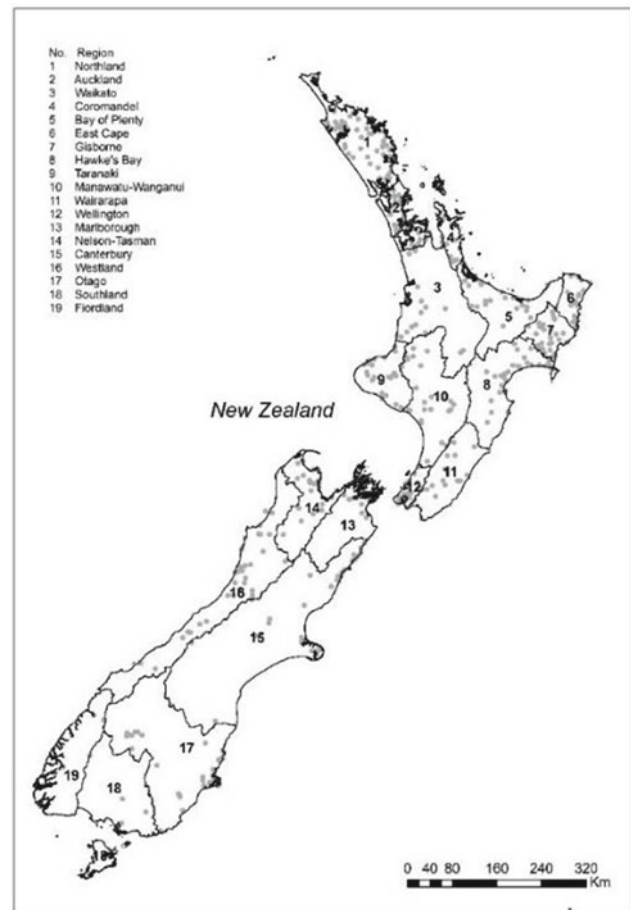 No. Region
1 Northland
2 Auckland
3 Waikato
4 Coromandel
5 Bay of Plenty
6 East Cape
7 Gisborne
8 Hawke's Bay
9 Taranaki
10 Manawatu-Wanganui
11 Wairarapa
12 Wellington
13 Marlborough
14 Nelson-Tasman
15 Canterbury
16 Westland
17 Otago
18 Southland
19 Fiordland
1
2
4
3
6
5
7
9
8
10
New Zealand
11
12
14
13
16
15
17
19
18
18
0 40 80 160 240 320
Km